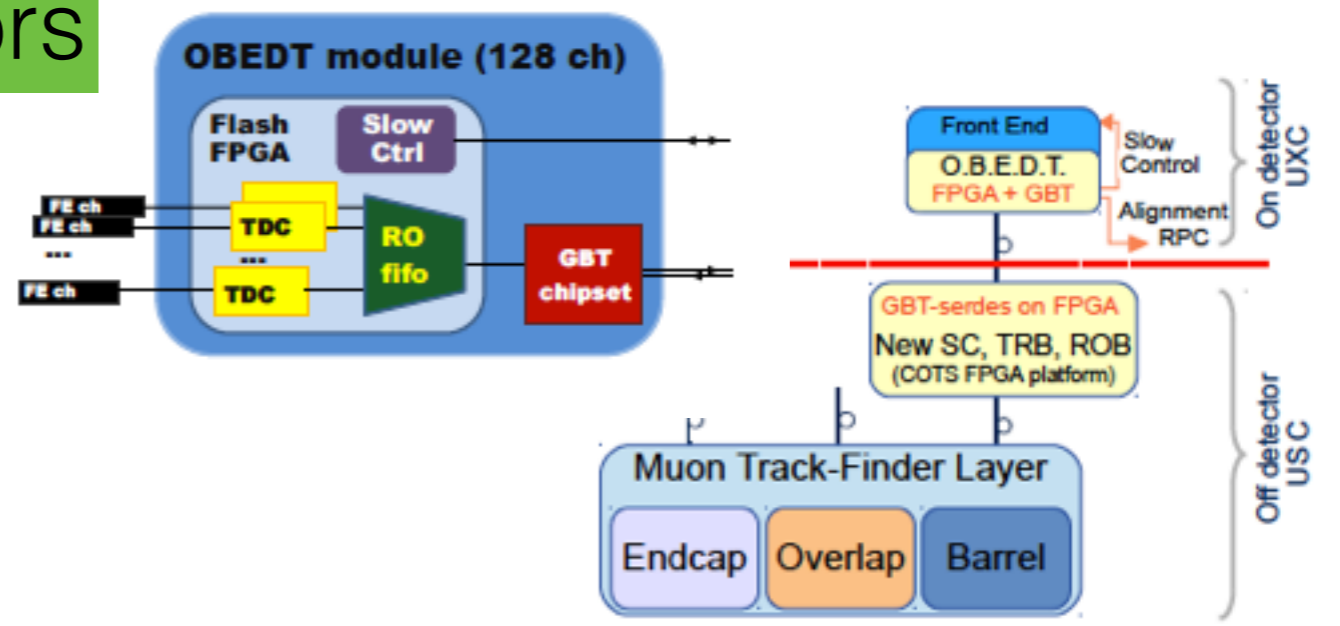 ors
OBEDT module (128 ch)
Flash
FPGA
Slow
Ctrl
FE ch
FE ch
...
FE ch
TDC
...
TDC
RO
fifo
GBT
chipset
Front End
O.B.E.D.T.
FPGA + GBT
Slow
Control
Alignment
RPC
On detector
UXC
GBT-serdes on FPGA
New SC, TRB, ROB
(COTS FPGA platform)
Muon Track-Finder Layer
Endcap
Overlap
Barrel
Off detector
USC